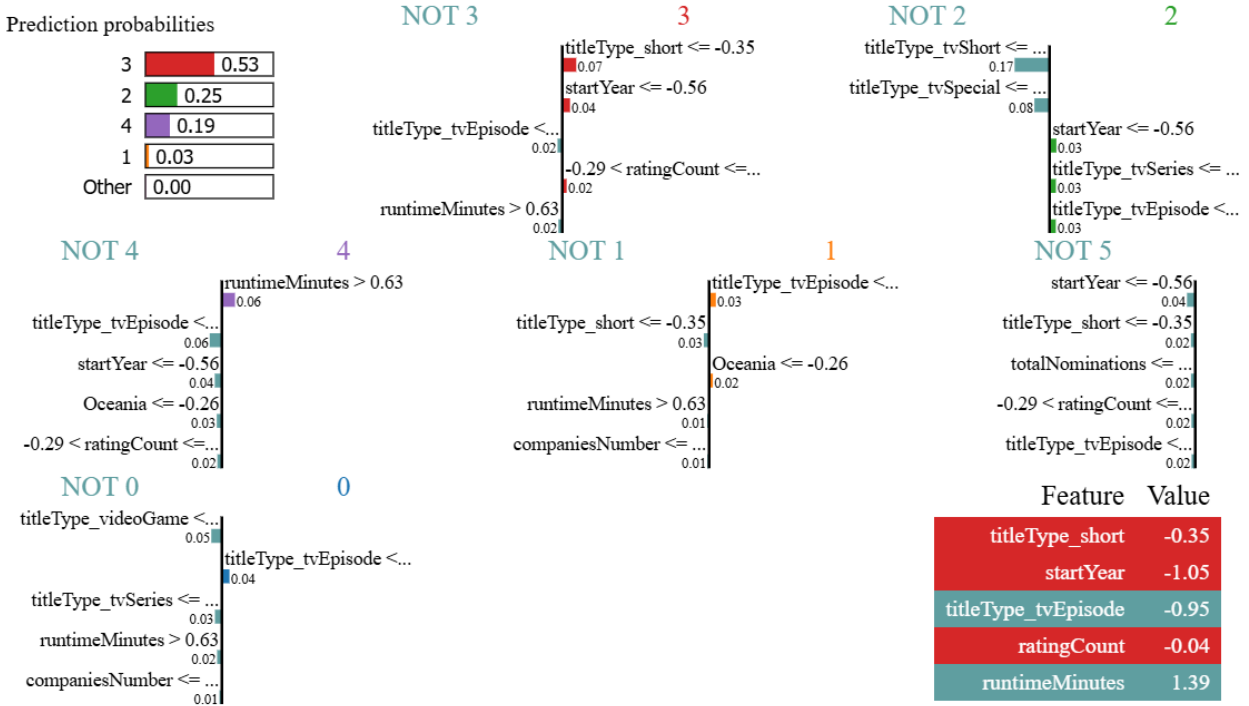 Prediction probabilities
3 0.53
2 0.25
4 0.19
1 0.03
Other 0.00
NOT 3 3
titleType_short <= -0.35
0.07
startYear <= -0.56
0.04
titleType_tvEpisode <...
0.02
-0.29 < ratingCount <=...
0.02
runtimeMinutes > 0.63
0.02
NOT 2 2
titleType_tvShort <= ...
0.17
titleType_tvSpecial <= ...
0.08
startYear <= -0.56
0.03
titleType_tvSeries <= ...
0.03
titleType_tvEpisode <...
0.03
NOT 4 4
runtimeMinutes > 0.63
0.06
titleType_tvEpisode <...
0.06
startYear <= -0.56
0.04
Oceania <= -0.26
0.03
-0.29 < ratingCount <=...
0.02
NOT 1 1
titleType_tvEpisode <...
0.03
titleType_short <= -0.35
0.03
Oceania <= -0.26
0.02
runtimeMinutes > 0.63
0.01
companiesNumber <= ...
0.01
NOT 5
startYear <= -0.56
0.04
titleType_short <= -0.35
0.02
totalNominations <= ...
0.02
-0.29 < ratingCount <=...
0.02
titleType_tvEpisode <...
0.02
NOT 0 0
titleType_videoGame <...
0.05
titleType_tvEpisode <...
0.04
titleType_tvSeries <= ...
0.03
runtimeMinutes > 0.63
0.02
companiesNumber <= ...
0.01
Feature Value
titleType_short -0.35
startYear -1.05
titleType_tvEpisode -0.95
ratingCount -0.04
runtimeMinutes 1.39